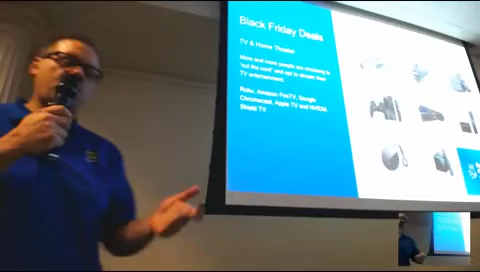 Black Friday Deals
TV & Home Theater
More and more people are choosing to
"cut the cord" and opt to stream their
TV entertainment.
Roku, Amazon FireTV, Google
Chromecast, Apple TV and NVIDIA
Shield TV